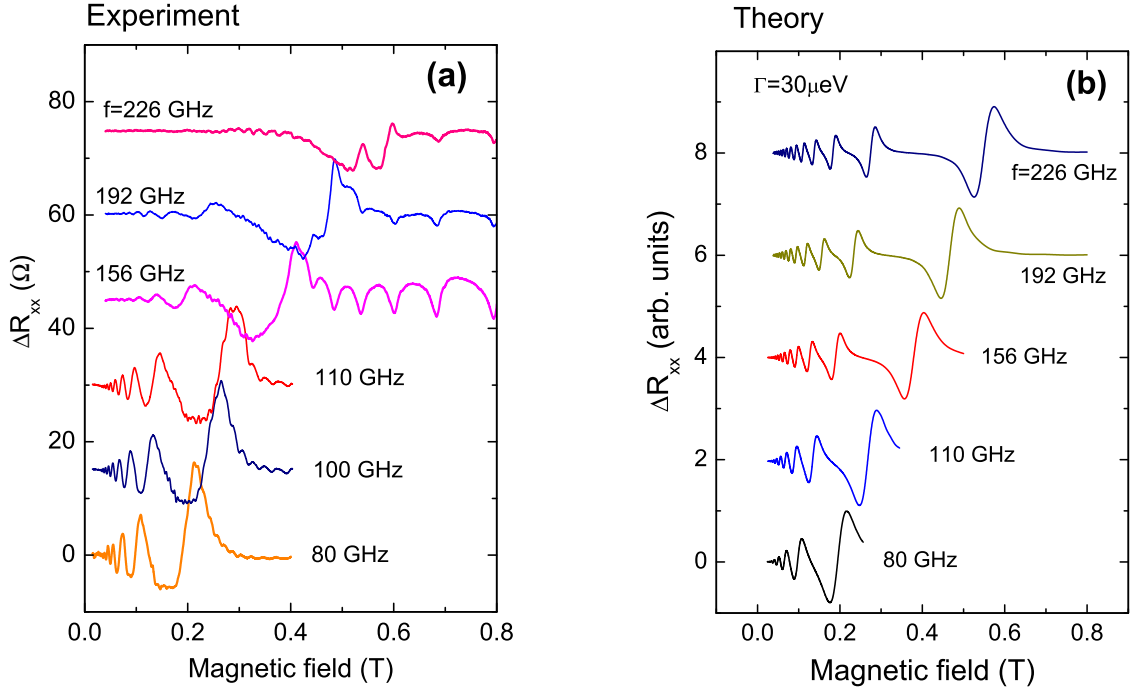 Experiment
(a)
f=226 GHz
192 GHz
156 GHz
110 GHz
100 GHz
80 GHz
80
60
40
20
0
ΔRxx (Ω)
0.0 0.2 0.4 0.6 0.8
Magnetic field (T)
Theory
Γ=30μeV
(b)
f=226 GHz
192 GHz
156 GHz
110 GHz
80 GHz
8
6
4
2
0
ΔRxx (arb. units)
0.0 0.2 0.4 0.6 0.8
Magnetic field (T)